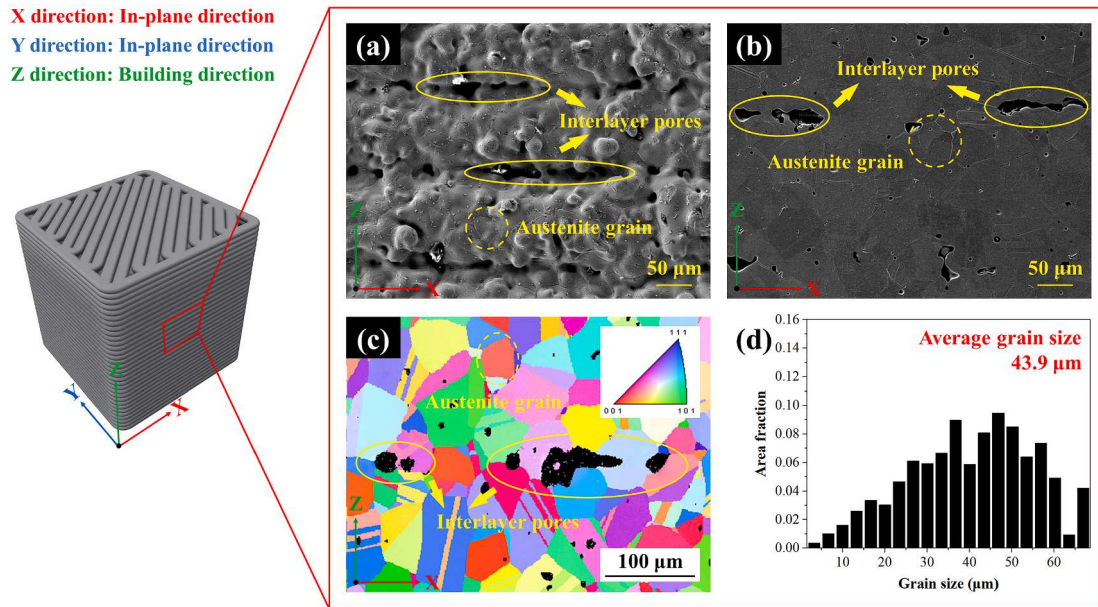 X direction: In-plane direction
Y direction: In-plane direction
Z direction: Building direction
Z
Y
X
(a)
Interlayer pores
Austenite grain
Z
X
50 μm
(b)
Interlayer pores
Austenite grain
Z
X
50 μm
(c)
111
001
101
Austenite grain
Interlayer pores
Z
X
100 μm
(d)
Average grain size
43.9 μm
Area fraction
0.16
0.14
0.12
0.10
0.08
0.06
0.04
0.02
0.00
10 20 30 40 50 60
Grain size (μm)